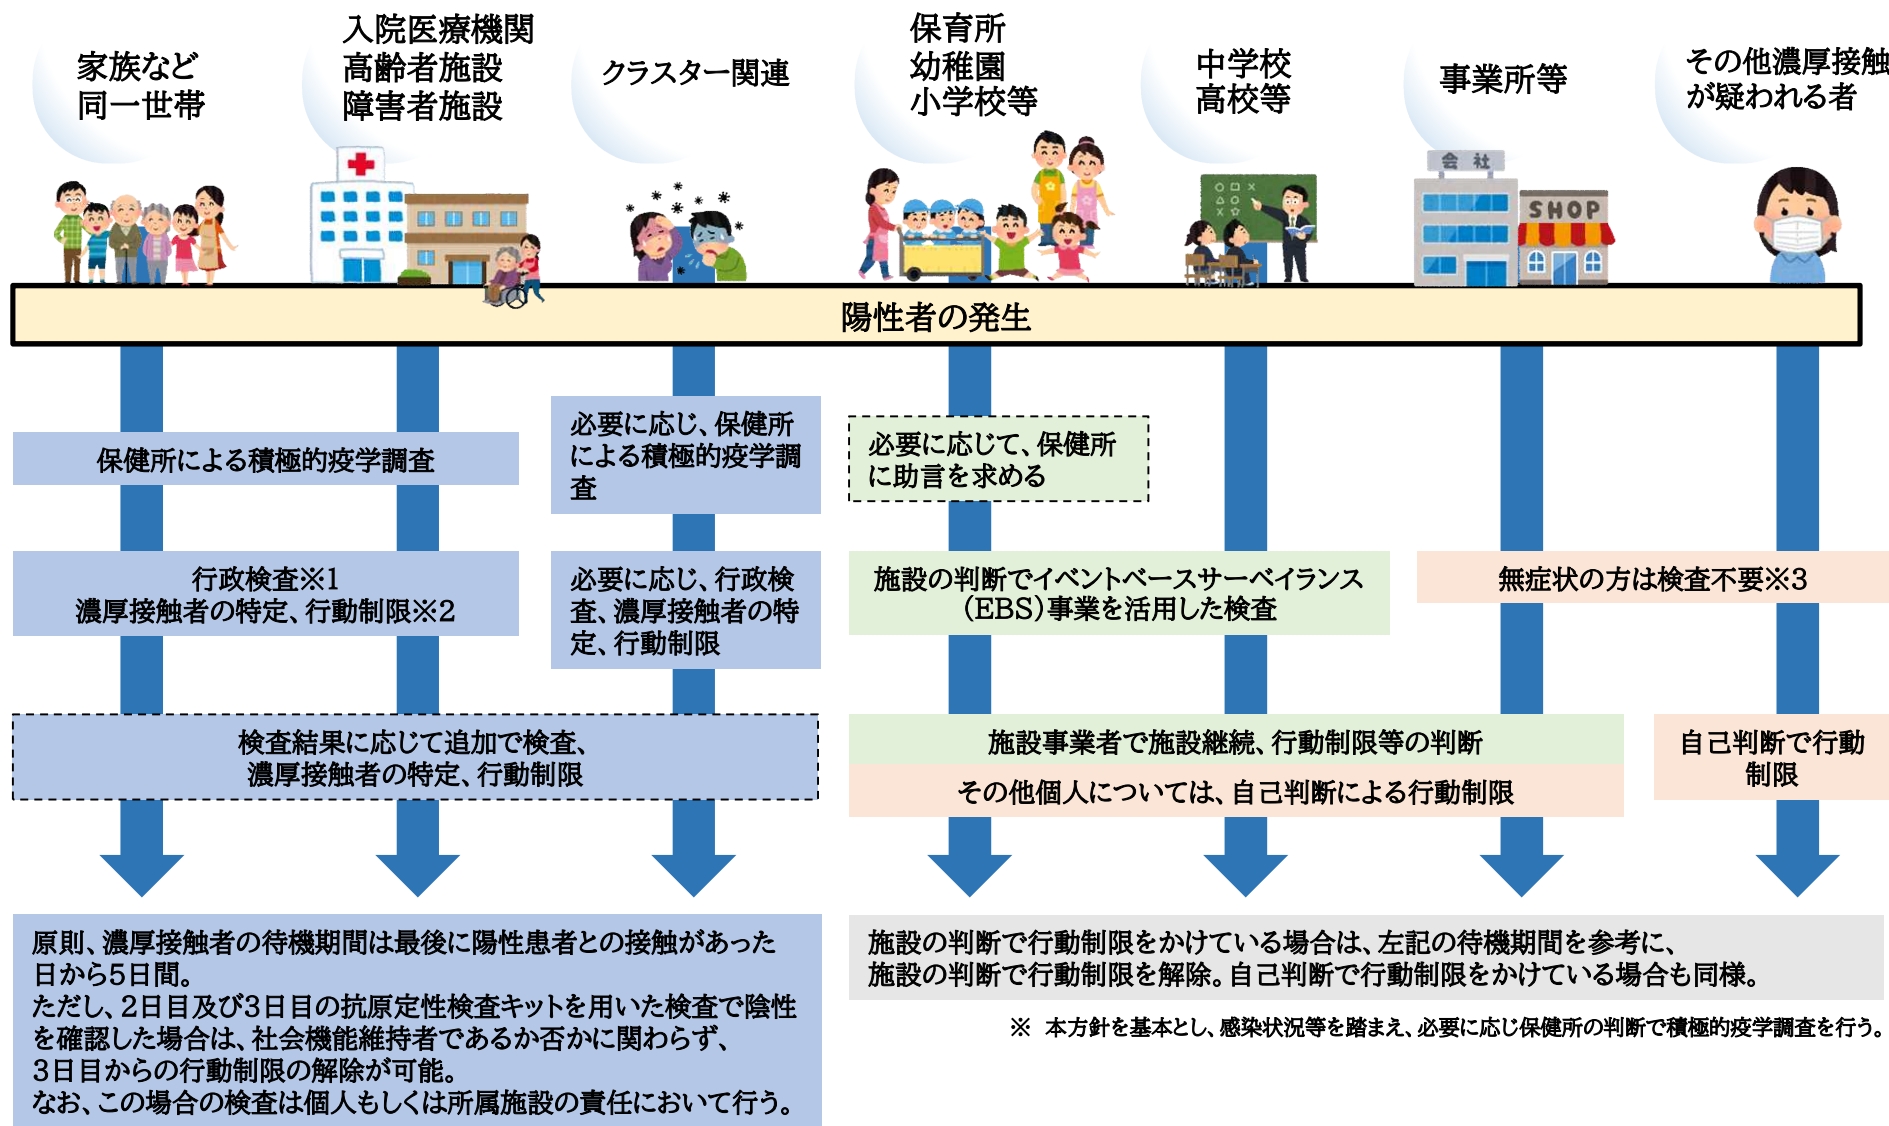 家族など
同一世帯
入院医療機関
高齢者施設
障害者施設
クラスター関連
保育所
幼稚園
小学校等
中学校
高校等
事業所等
その他濃厚接触
が疑われる者
会社
SHOP
陽性者の発生
保健所による積極的疫学調査
必要に応じ、保健所
による積極的疫学調
査
必要に応じて、保健所
に助言を求める
行政検査※1
濃厚接触者の特定、行動制限※2
必要に応じ、行政検
査、濃厚接触者の特
定、行動制限
施設の判断でイベントベースサーベイランス
（EBS）事業を活用した検査
無症状の方は検査不要※3
検査結果に応じて追加で検査、
濃厚接触者の特定、行動制限
施設事業者で施設継続、行動制限等の判断
その他個人については、自己判断による行動制限
自己判断で行動
制限
原則、濃厚接触者の待機期間は最後に陽性患者との接触があった
日から5日間。
ただし、2日目及び3日目の抗原定性検査キットを用いた検査で陰性
を確認した場合は、社会機能維持者であるか否かに関わらず、
3日目からの行動制限の解除が可能。
なお、この場合の検査は個人もしくは所属施設の責任において行う。
施設の判断で行動制限をかけている場合は、左記の待機期間を参考に、
施設の判断で行動制限を解除。自己判断で行動制限をかけている場合も同様。
※ 本方針を基本とし、感染状況等を踏まえ、必要に応じ保健所の判断で積極的疫学調査を行う。